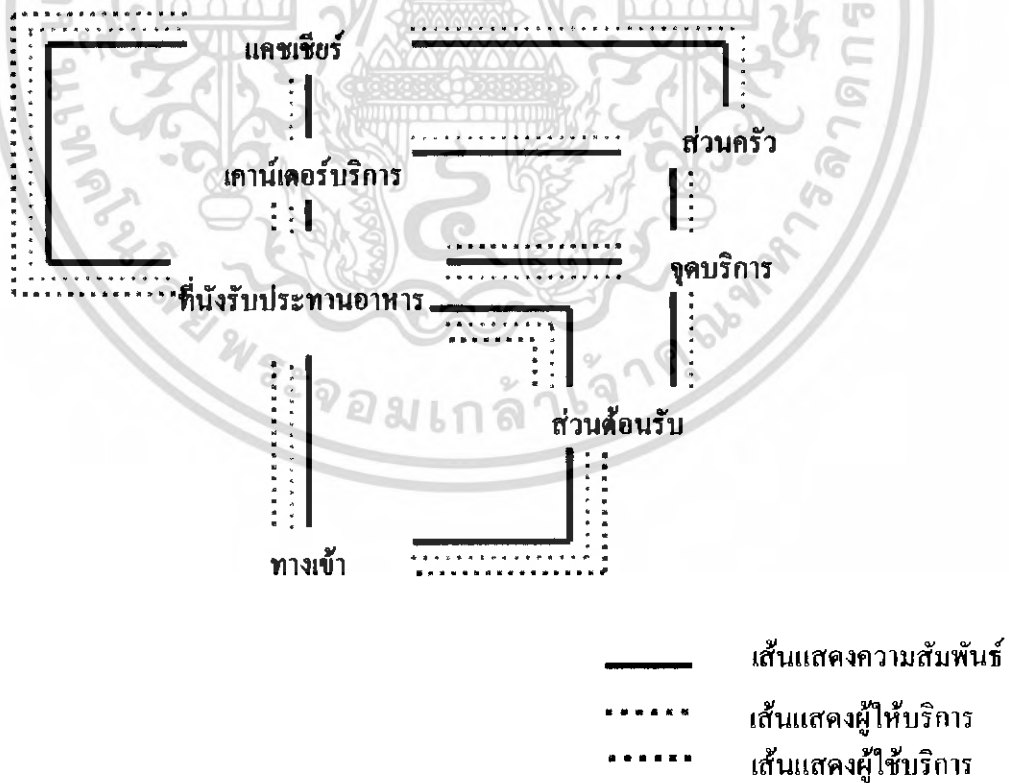 แคชเชียร์
ส่วนครัว
เคาน์เตอร์บริการ
จุดบริการ
ที่นั่งรับประทานอาหาร
ส่วนต้อนรับ
ทางเข้า
เส้นแสดงความสัมพันธ์
เส้นแสดงผู้ให้บริการ
เส้นแสดงผู้ใช้บริการ